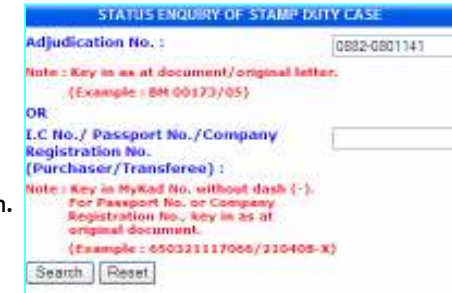 STATUS ENQUIRY OF STAMP DUTY CASE
Adjudication No. : 0882-0801141
Note : Key in as at document/original letter.
(Example : BM 00173/05)
OR
I.C No./ Passport No./Company
Registration No.
(Purchaser/Transferee) :
Note : Key in MyKad No. without dash (-).
n.
For Passport No. or Company
Registration No., key in as at
original document.
(Example : 650321117066/210408-X)
Search Reset